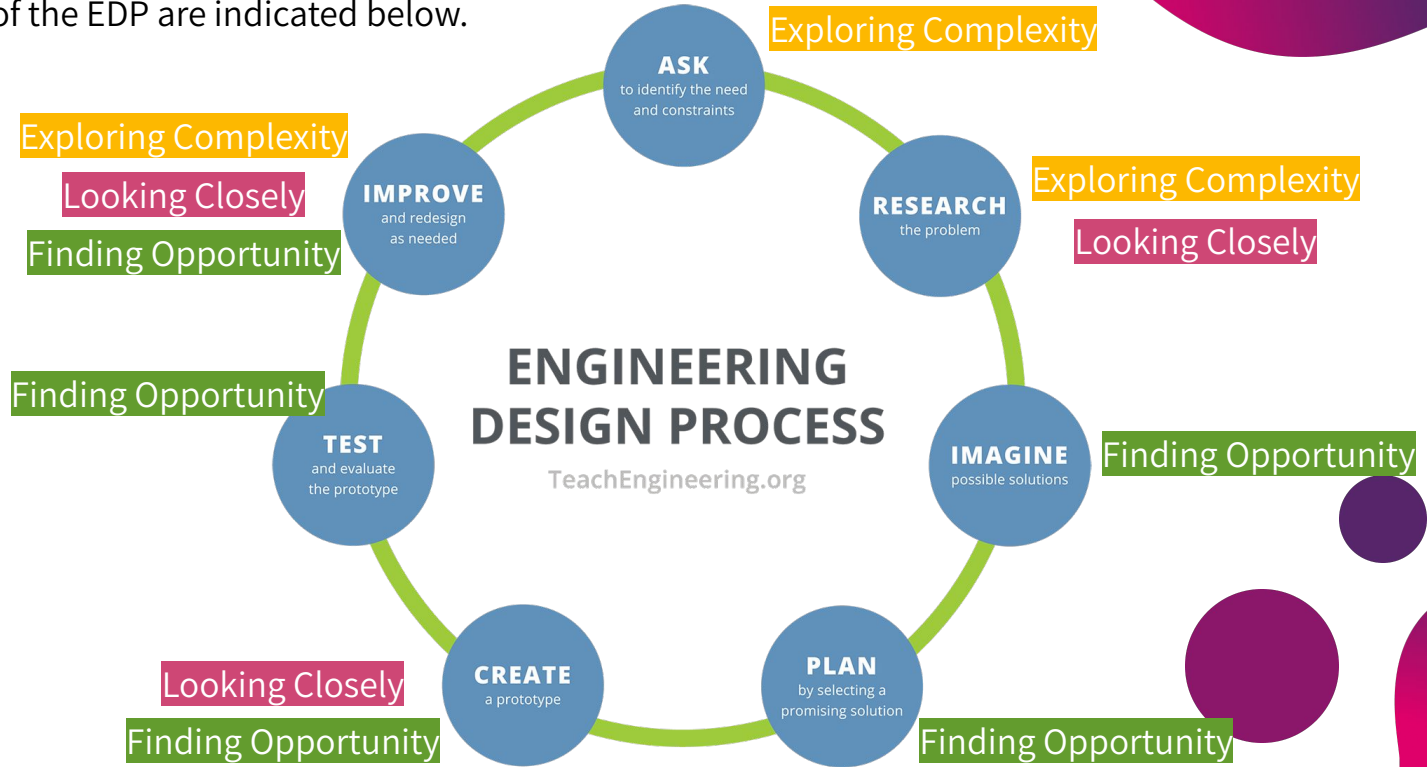 of the EDP are indicated below.
Exploring Complexity
ASK
to identify the need
and constraints
Exploring Complexity
Looking Closely
Finding Opportunity
IMPROVE
and redesign
as needed
RESEARCH
the problem
Exploring Complexity
Looking Closely
ENGINEERING
DESIGN PROCESS
TeachEngineering.org
Finding Opportunity
TEST
and evaluate
the prototype
IMAGINE
possible solutions
Finding Opportunity
Looking Closely
Finding Opportunity
CREATE
a prototype
PLAN
by selecting a
promising solution
Finding Opportunity